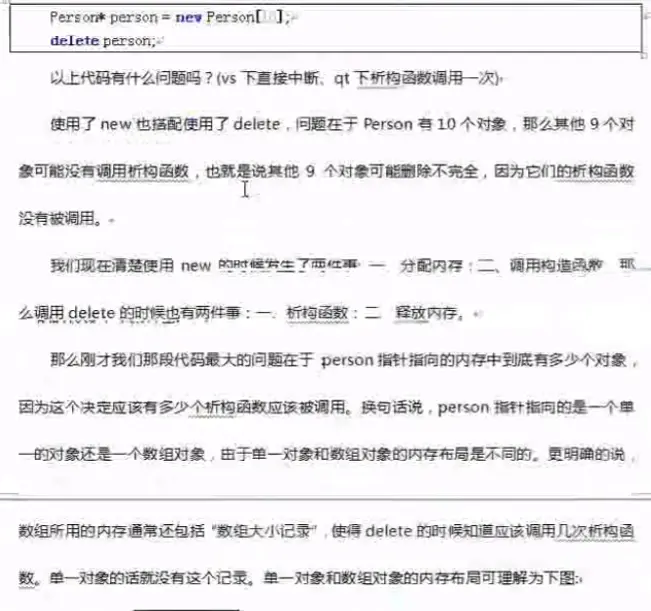 Person* person = new Person[10];
delete person;
以上代码有什么问题吗？(vs 下直接中断、qt 下析构函数调用一次)
使用了 new 也搭配使用了 delete，问题在于 Person 有 10 个对象，那么其他 9 个对
象可能没有调用析构函数，也就是说其他 9 个对象可能删除不完全，因为它们的析构函数
没有被调用。
我们现在清楚使用 new 的时候发生了两件事 一、分配内存；二、调用构造函数 那
么调用 delete 的时候也有两件事：一、析构函数；二、释放内存。
那么刚才我们那段代码最大的问题在于 person 指针指向的内存中到底有多少个对象，
因为这个决定应该有多少个析构函数应该被调用。换句话说，person 指针指向的是一个单
一的对象还是一个数组对象，由于单一对象和数组对象的内存布局是不同的。更明确的说，
数组所用的内存通常还包括“数组大小记录”，使得 delete 的时候知道应该调用几次析构函
数。单一对象的话就没有这个记录。单一对象和数组对象的内存布局可理解为下图: